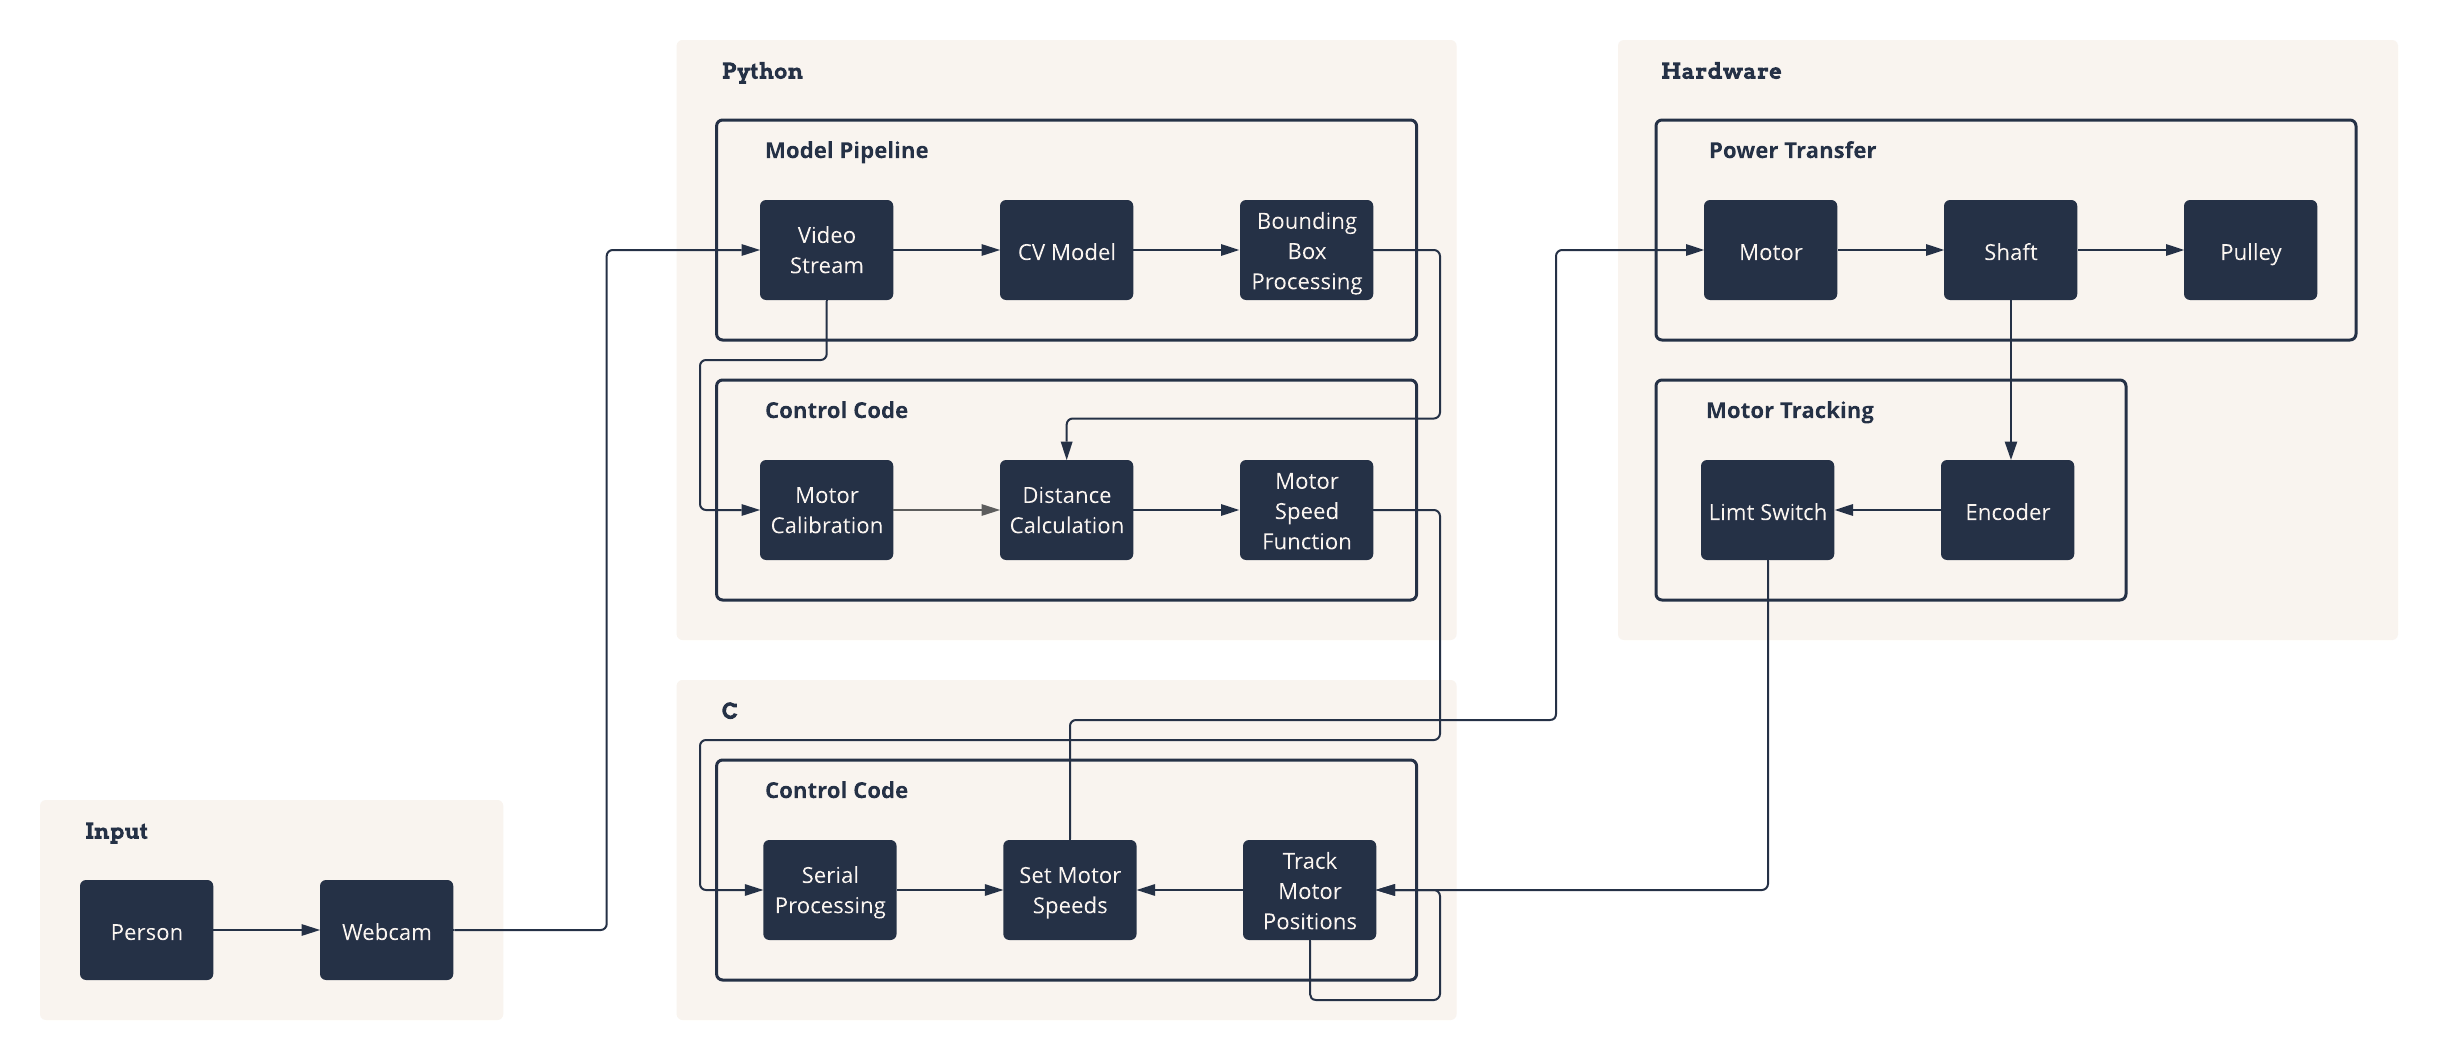 Python
Model Pipeline
Video
Stream
CV Model
Bounding
Box
Processing
Control Code
Motor
Calibration
Distance
Calculation
Motor
Speed
Function
Hardware
Power Transfer
Motor
Shaft
Pulley
Motor Tracking
Limt Switch
Encoder
C
Control Code
Serial
Processing
Set Motor
Speeds
Track
Motor
Positions
Input
Person
Webcam